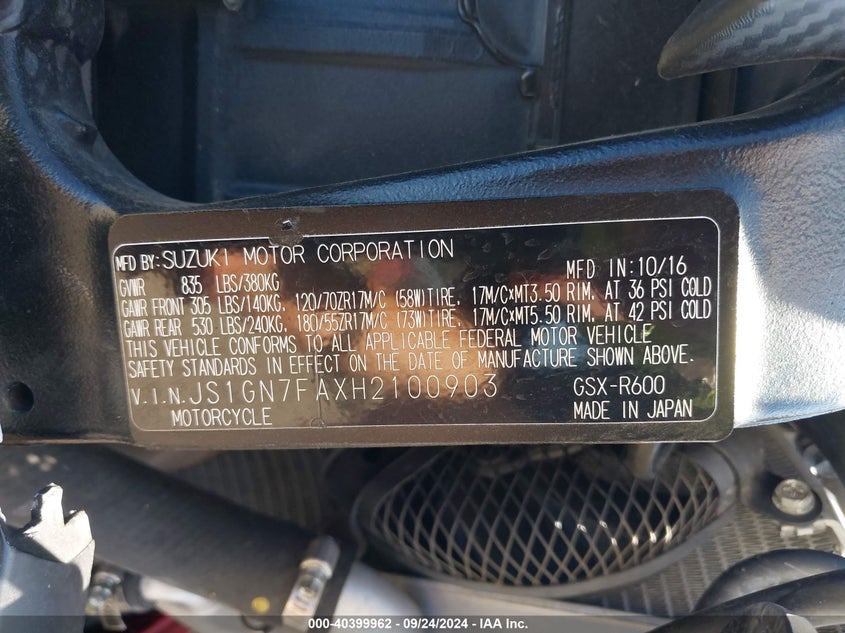 MFD BY: SUZUKI MOTOR CORPORATION
MFD IN: 10/16
GVWR 835 LBS/380KG
GAWR FRONT 305 LBS/140KG, 120/70ZR17M/C (58W)TIRE, 17M/C×MT3.50 RIM, AT 36 PSI COLD
GAWR REAR 530 LBS/240KG, 180/55ZR17M/C (73W)TIRE, 17M/C×MT5.50 RIM, AT 42 PSI COLD
THIS VEHICLE CONFORMS TO ALL APPLICABLE FEDERAL MOTOR VEHICLE
SAFETY STANDARDS IN EFFECT ON THE DATE OF MANUFACTURE SHOWN ABOVE.
V.I.N. JS1GN7FAXH2100903 GSX-R600
MOTORCYCLE MADE IN JAPAN
000-40399962 - 09/24/2024 - IAA Inc.